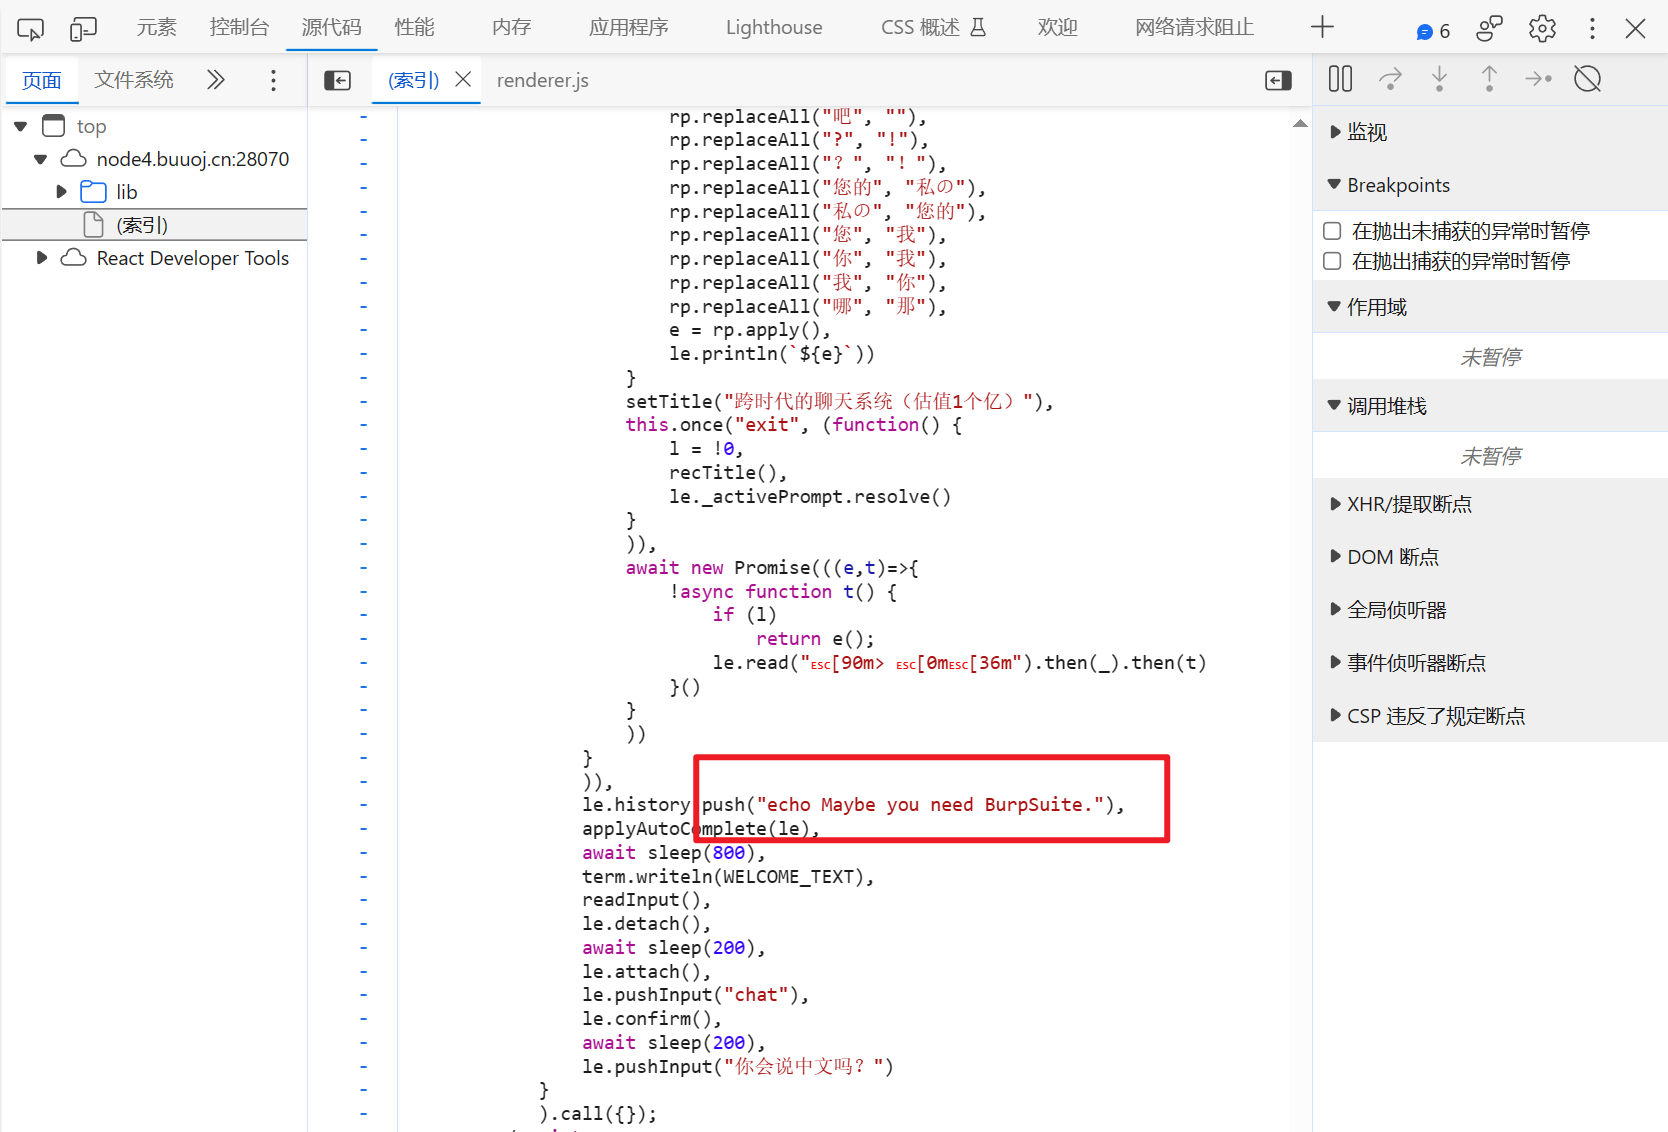 元素 控制台 源代码 性能 内存 应用程序 Lighthouse CSS 概述 欢迎 网络请求阻止 6
页面 文件系统 (索引) renderer.js
top
node4.buuoj.cn:28070
lib
(索引)
React Developer Tools
rp.replaceAll("吧", ""),
rp.replaceAll("?", "!"),
rp.replaceAll("？", "！"),
rp.replaceAll("您的", "私の"),
rp.replaceAll("私の", "您的"),
rp.replaceAll("您", "我"),
rp.replaceAll("你", "我"),
rp.replaceAll("我", "你"),
rp.replaceAll("哪", "那"),
e = rp.apply(),
le.println(`${e}`))
}
setTitle("跨时代的聊天系统（估值1个亿）"),
this.once("exit", (function() {
l = !0,
recTitle(),
le._activePrompt.resolve()
}
)),
await new Promise(((e,t)=>{
!async function t() {
if (l)
return e();
le.read("ESC[90m> ESC[0mESC[36m").then(_).then(t)
}()
}
))
}
)),
le.history.push("echo Maybe you need BurpSuite."),
applyAutoComplete(le),
await sleep(800),
term.writeln(WELCOME_TEXT),
readInput(),
le.detach(),
await sleep(200),
le.attach(),
le.pushInput("chat"),
le.confirm(),
await sleep(200),
le.pushInput("你会说中文吗？")
}
).call({});
监视
Breakpoints
在抛出未捕获的异常时暂停
在抛出捕获的异常时暂停
作用域
未暂停
调用堆栈
未暂停
XHR/提取断点
DOM 断点
全局侦听器
事件侦听器断点
CSP 违反了规定断点